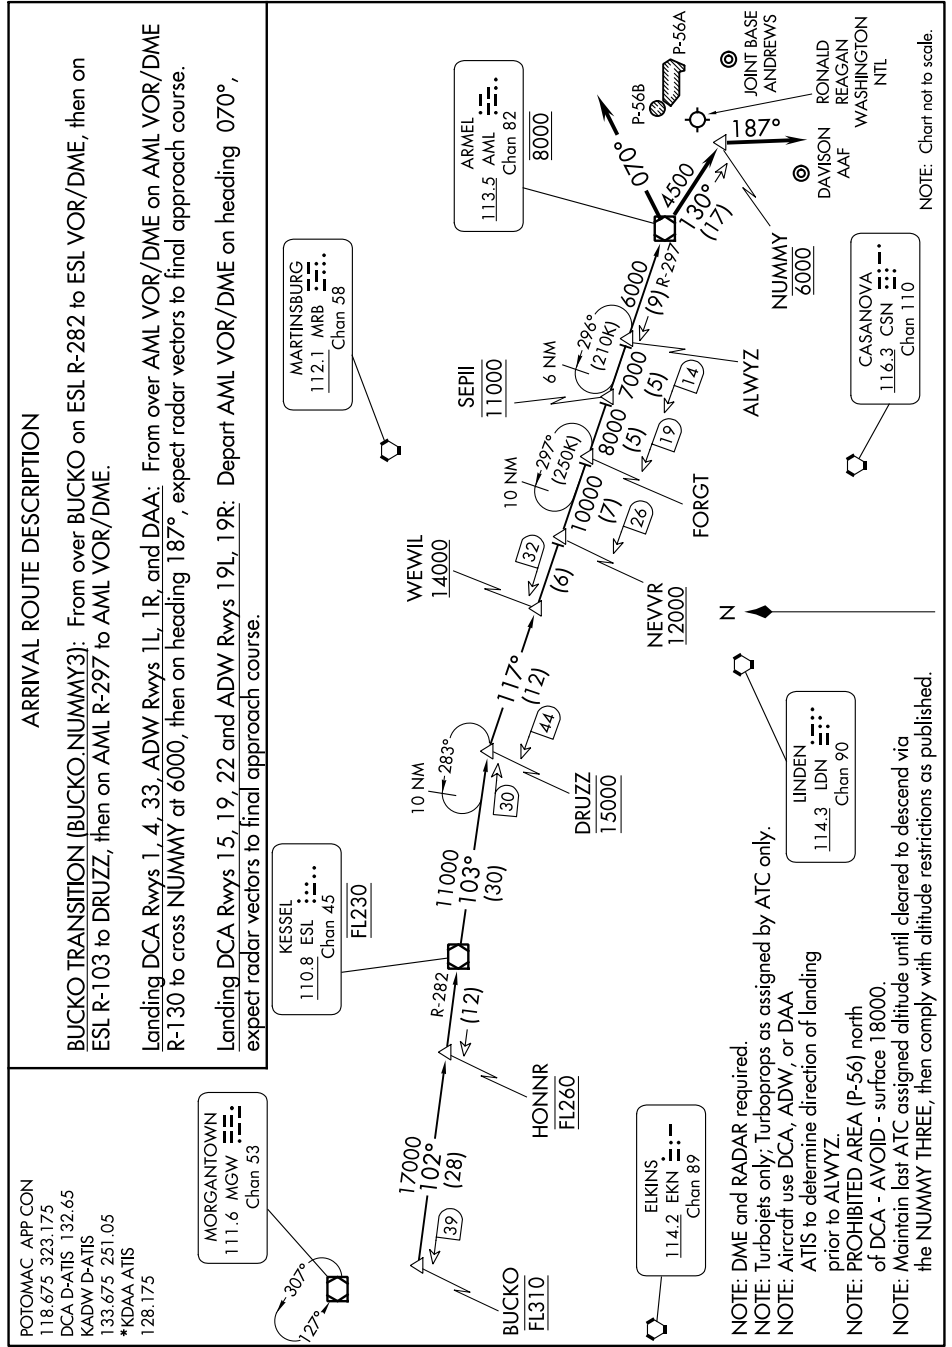 ARRIVAL ROUTE DESCRIPTION
BUCKO TRANSITION (BUCKO.NUMMY3): From over BUCKO on ESL R-282 to ESL VOR/DME, then on
ESL R-103 to DRUZZ, then on AML R-297 to AML VOR/DME.
Landing DCA Rwys 1, 4, 33, ADW Rwys 1L, 1R, and DAA: From over AML VOR/DME on AML VOR/DME
R-130 to cross NUMMY at 6000, then on heading 187°, expect radar vectors to final approach course.
Landing DCA Rwys 15, 19, 22 and ADW Rwys 19L, 19R: Depart AML VOR/DME on heading 070°,
expect radar vectors to final approach course.
POTOMAC APP CON
118.675 323.175
DCA D-ATIS 132.65
KADW D-ATIS
133.675 251.05
*KDAA ATIS
128.175
MORGANTOWN
111.6 MGW
Chan 53
307°
127°
KESSEL
110.8 ESL
Chan 45
FL230
MARTINSBURG
112.1 MRB
Chan 58
ARMEL
113.5 AML
Chan 82
8000
P-56B
P-56A
JOINT BASE
ANDREWS
RONALD
REAGAN
WASHINGTON
NTL
DAVISON
AAF
070°
187°
4500
130°
(17)
NUMMY
6000
6000
(9)
R-297
296°
(210K)
6 NM
ALWYZ
7000
(5)
14
SEPII
11000
8000
(5)
19
297°
(250K)
10 NM
FORGT
10000
(7)
26
NEVVR
12000
(6)
32
WEWIL
14000
117°
(12)
44
283°
10 NM
DRUZZ
15000
30
11000
103°
(30)
R-282
(12)
HONNR
FL260
17000
102°
(28)
39
BUCKO
FL310
ELKINS
114.2 EKN
Chan 89
LINDEN
114.3 LDN
Chan 90
CASANOVA
116.3 CSN
Chan 110
N
NOTE: Chart not to scale.
NOTE: DME and RADAR required.
NOTE: Turbojets only; Turboprops as assigned by ATC only.
NOTE: Aircraft use DCA, ADW, or DAA
ATIS to determine direction of landing
prior to ALWYZ.
NOTE: PROHIBITED AREA (P-56) north
of DCA - AVOID - surface 18000.
NOTE: Maintain last ATC assigned altitude until cleared to descend via
the NUMMY THREE, then comply with altitude restrictions as published.